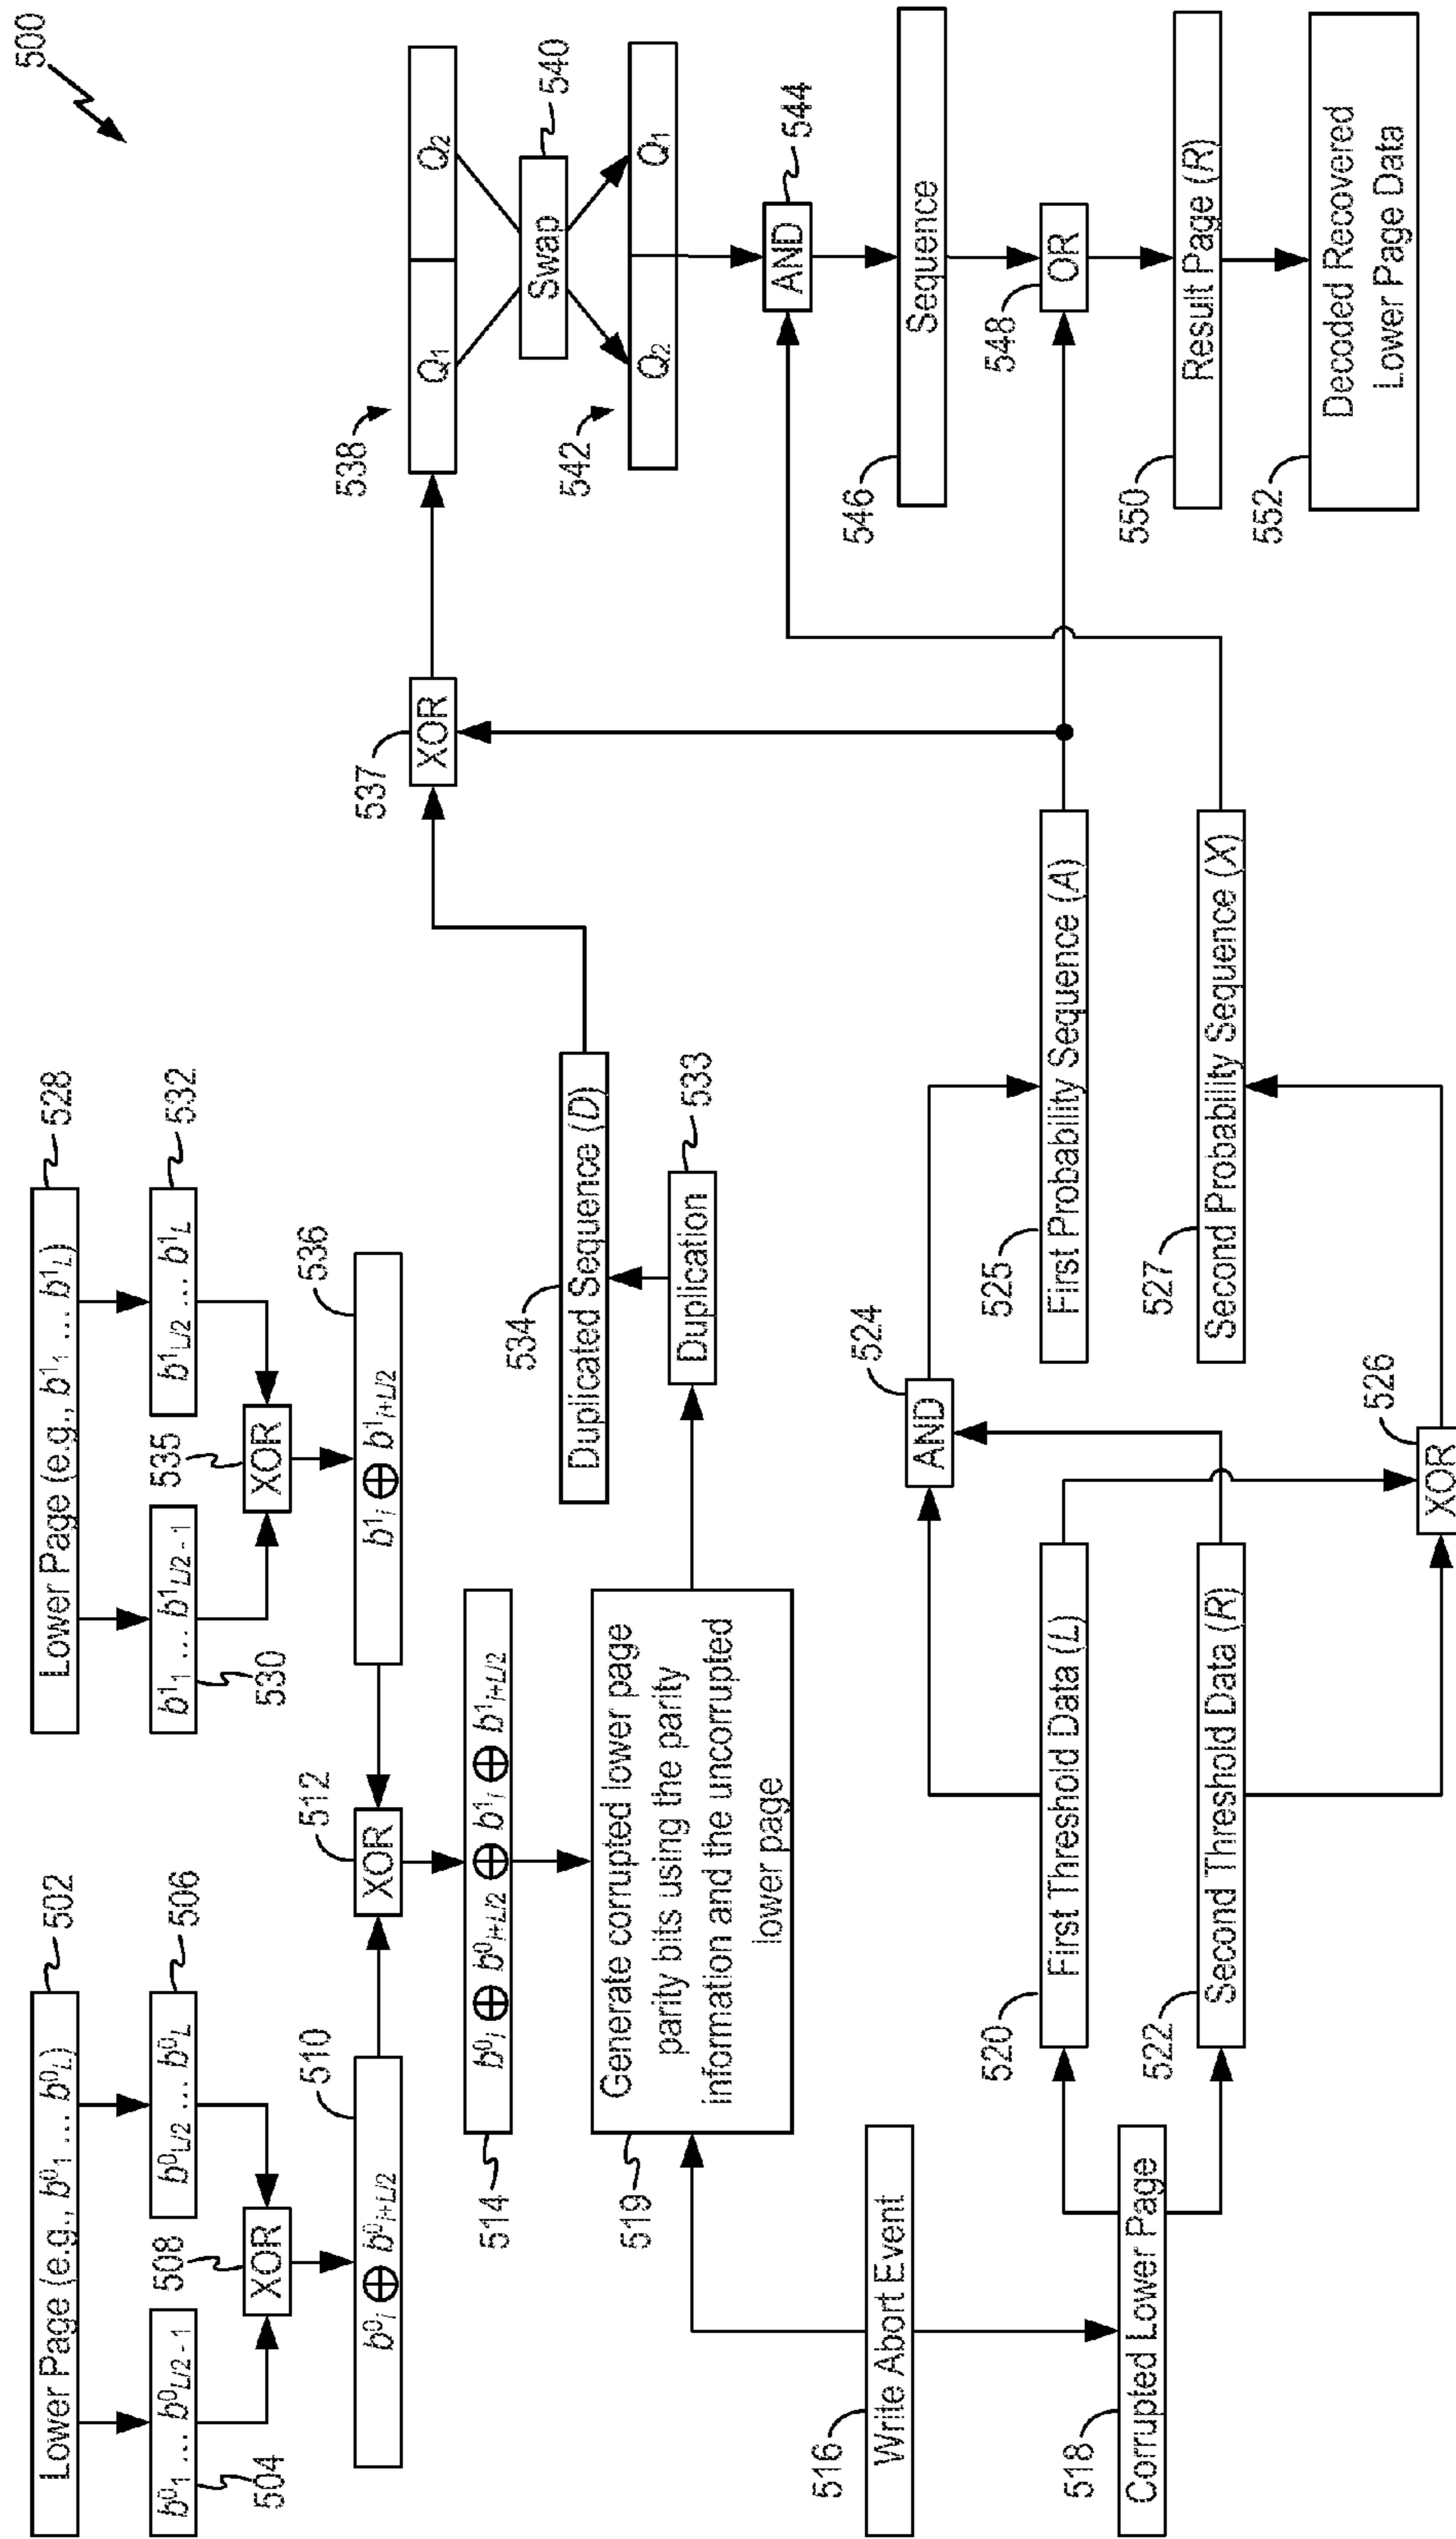 500
Lower Page (e.g., b⁰₁ ... b⁰L)
502
Lower Page (e.g., b¹₁ ... b¹L)
528
b⁰₁ ... b⁰L/2 - 1
504
b⁰L/2 ... b⁰L
506
b¹₁ ... b¹L/2 - 1
530
b¹L/2 ... b¹L
532
508
XOR
535
XOR
b⁰i ⊕ b⁰i+L/2
510
b¹i ⊕ b¹i+L/2
536
512
XOR
514
b⁰i ⊕ b⁰i+L/2 ⊕ b¹i ⊕ b¹i+L/2
519
Generate corrupted lower page
parity bits using the parity
information and the uncorrupted
lower page
534
Duplicated Sequence (D)
Duplication
533
537
XOR
538
Q₁
Q₂
Swap
540
542
Q₂
Q₁
AND
544
546
Sequence
548
OR
550
Result Page (R)
552
Decoded Recovered
Lower Page Data
516
Write Abort Event
518
Corrupted Lower Page
520
First Threshold Data (L)
522
Second Threshold Data (R)
AND
524
XOR
526
525
First Probability Sequence (A)
527
Second Probability Sequence (X)